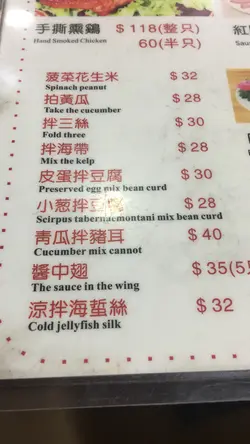 手撕熏鷄 $118(整只)
Hand Smoked Chicken 60(半只)
菠菜花生米 $32
Spinach peanut
拍黃瓜 $28
Take the cucumber
拌三絲 $30
Fold three
拌海帶 $28
Mix the kelp
皮蛋拌豆腐 $30
Preserved egg mix bean curd
小葱拌豆腐 $28
Scirpus tabernaemontani mix bean curd
青瓜拌豬耳 $40
Cucumber mix cannot
醬中翅 $35(5
The sauce in the wing
涼拌海蜇絲 $32
Cold jellyfish silk
紅
Sau